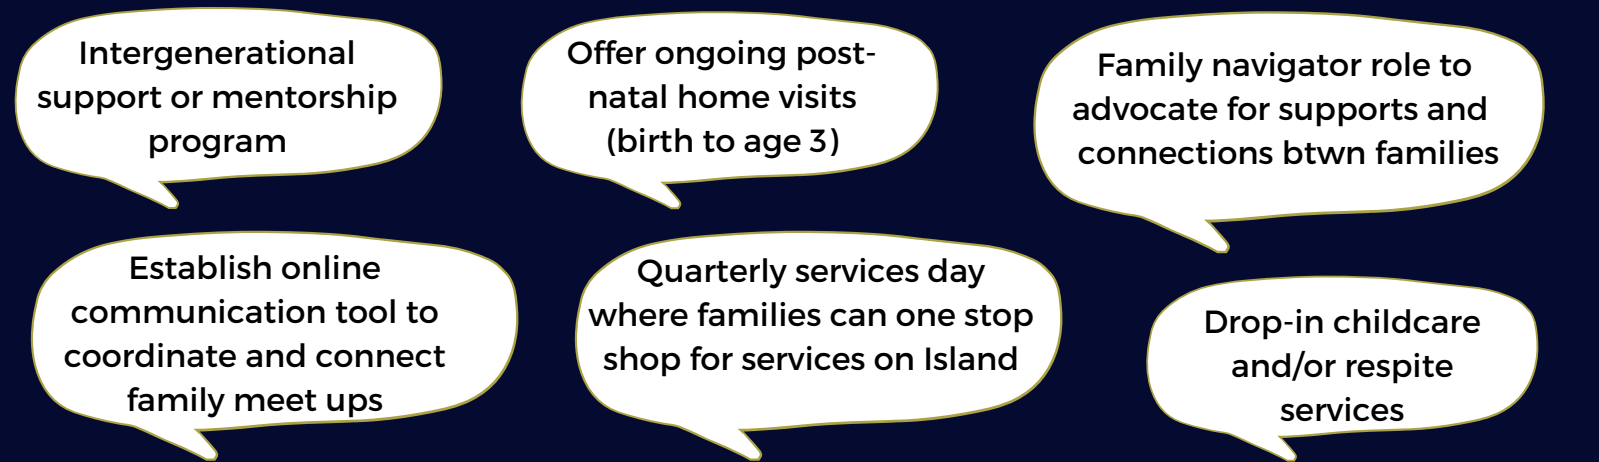 Intergenerational
support or mentorship
program
Offer ongoing post-
natal home visits
(birth to age 3)
Family navigator role to
advocate for supports and
connections btwn families
Establish online
communication tool to
coordinate and connect
family meet ups
Quarterly services day
where families can one stop
shop for services on Island
Drop-in childcare
and/or respite
services